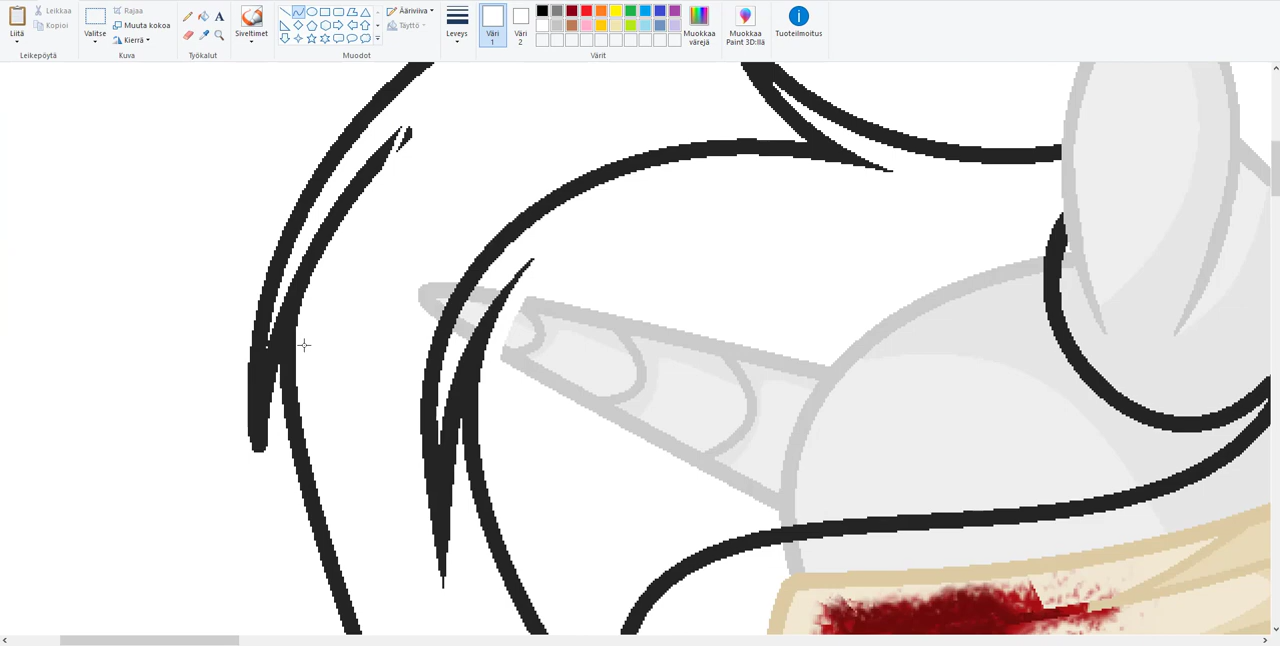 Liitä
Leikkaa
Kopioi
Leikepöytä
Valitse
Rajaa
Muuta kokoa
Kierrä
Kuva
A
Työkalut
Siveltimet
Ääriviiva
Täyttö
Muodot
Leveys
Väri
1
Väri
2
Värit
Muokkaa
värejä
Muokkaa
Paint 3D:llä
Tuoteilmoitus